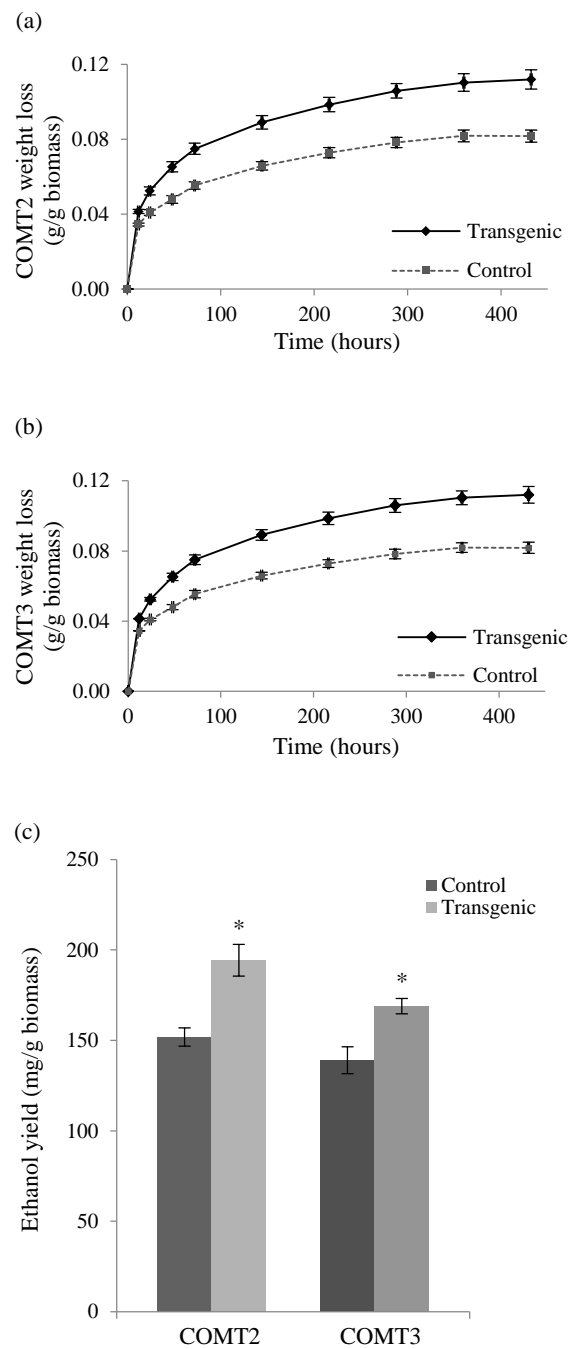 (a)
COMT2 weight loss
(g/g biomass)
0.12
0.08
0.04
0.00
Transgenic
Control
0
100
200
300
400
Time (hours)
(b)
COMT3 weight loss
(g/g biomass)
0.12
0.08
0.04
0.00
Transgenic
Control
0
100
200
300
400
Time (hours)
(c)
Ethanol yield (mg/g biomass)
250
200
150
100
50
0
Control
Transgenic
*
*
COMT2
COMT3